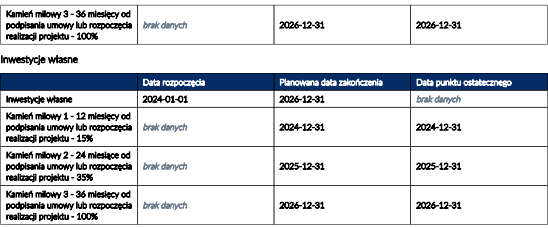 Kamień milowy 3 - 36 miesięcy od
podpisania umowy lub rozpoczęcia
realizacji projektu - 100%
brak danych
2026-12-31
2026-12-31
Inwestycje własne
Data rozpoczęcia
Planowana data zakończenia
Data punktu ostatecznego
Inwestycje własne
2024-01-01
2026-12-31
brak danych
Kamień milowy 1 - 12 miesięcy od
podpisania umowy lub rozpoczęcia
realizacji projektu - 15%
brak danych
2024-12-31
2024-12-31
Kamień milowy 2 - 24 miesiące od
podpisania umowy lub rozpoczęcia
realizacji projektu - 35%
brak danych
2025-12-31
2025-12-31
Kamień milowy 3 - 36 miesięcy od
podpisania umowy lub rozpoczęcia
realizacji projektu - 100%
brak danych
2026-12-31
2026-12-31